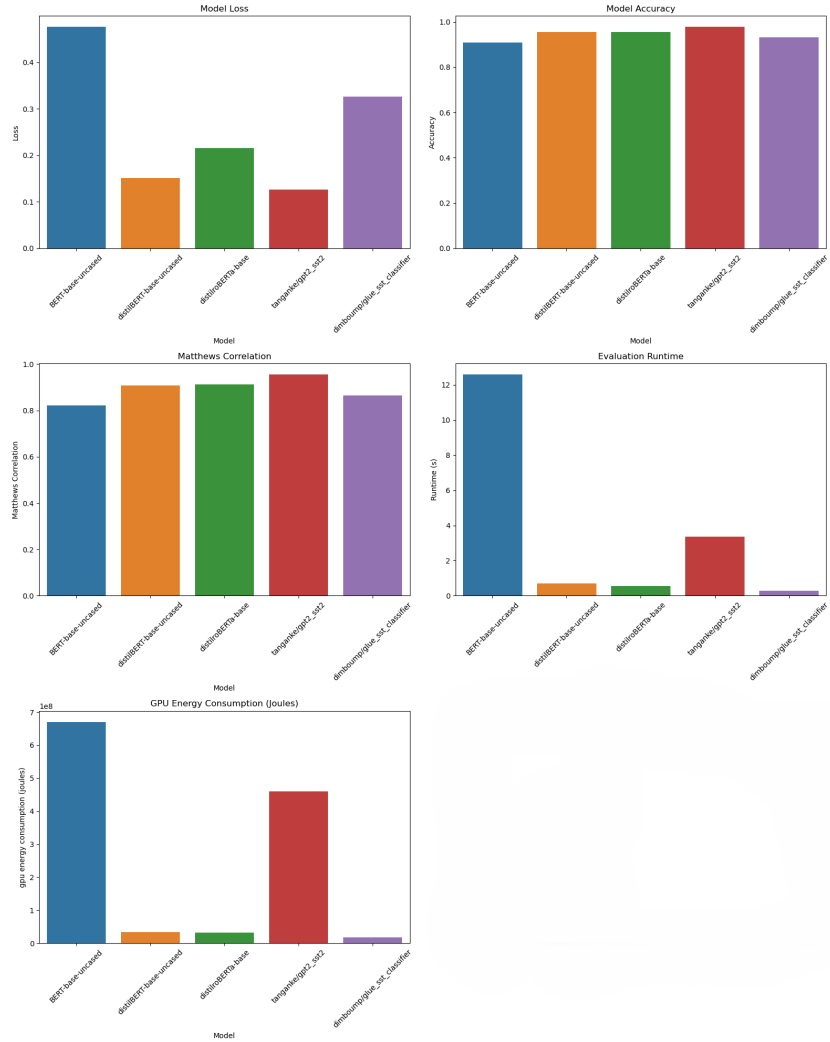 Model Loss
Loss
0.4
0.3
0.2
0.1
0.0
BERT-base-uncased
distilBERT-base-uncased
distilroBERTa-base
tanganke/gpt2_sst2
dimboump/glue_sst_classifier
Model
Model Accuracy
Accuracy
1.0
0.8
0.6
0.4
0.2
0.0
BERT-base-uncased
distilBERT-base-uncased
distilroBERTa-base
tanganke/gpt2_sst2
dimboump/glue_sst_classifier
Model
Matthews Correlation
Matthews Correlation
1.0
0.8
0.6
0.4
0.2
0.0
BERT-base-uncased
distilBERT-base-uncased
distilroBERTa-base
tanganke/gpt2_sst2
dimboump/glue_sst_classifier
Model
Evaluation Runtime
Runtime (s)
12
10
8
6
4
2
0
BERT-base-uncased
distilBERT-base-uncased
distilroBERTa-base
tanganke/gpt2_sst2
dimboump/glue_sst_classifier
GPU Energy Consumption (Joules)
1e8
gpu energy consumption (joules)
7
6
5
4
3
2
1
0
BERT-base-uncased
distilBERT-base-uncased
distilroBERTa-base
tanganke/gpt2_sst2
dimboump/glue_sst_classifier
Model